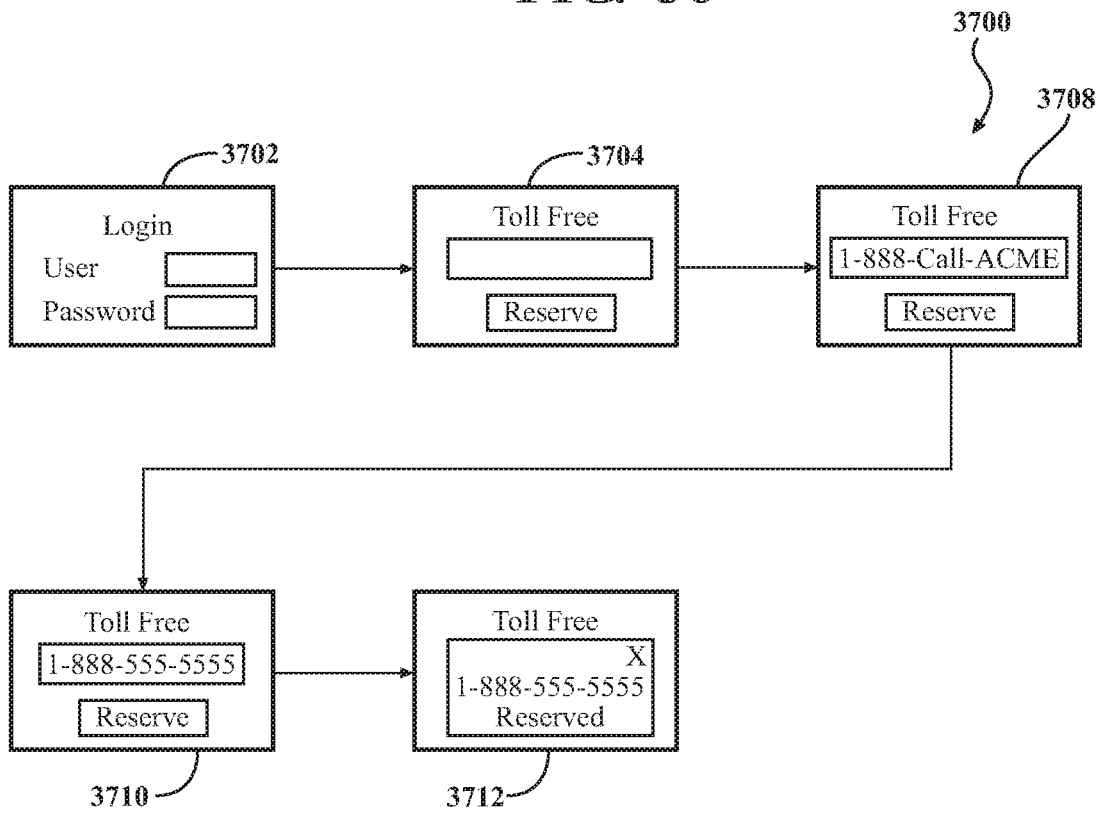 3700
3708
3702
3704
Login
User
Password
Toll Free
Reserve
Toll Free
1-888-Call-ACME
Reserve
Toll Free
1-888-555-5555
Reserve
Toll Free
X
1-888-555-5555
Reserved
3710
3712